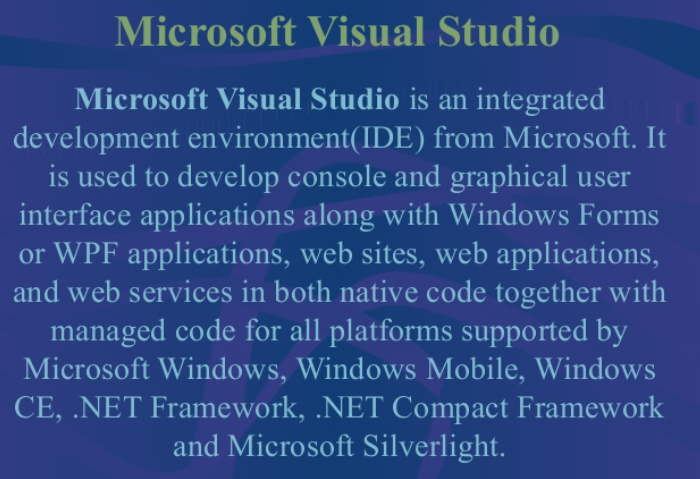 Microsoft Visual Studio
Microsoft Visual Studio is an integrated
development environment(IDE) from Microsoft. It
is used to develop console and graphical user
interface applications along with Windows Forms
or WPF applications, web sites, web applications,
and web services in both native code together with
managed code for all platforms supported by
Microsoft Windows, Windows Mobile, Windows
CE, .NET Framework, .NET Compact Framework
and Microsoft Silverlight.